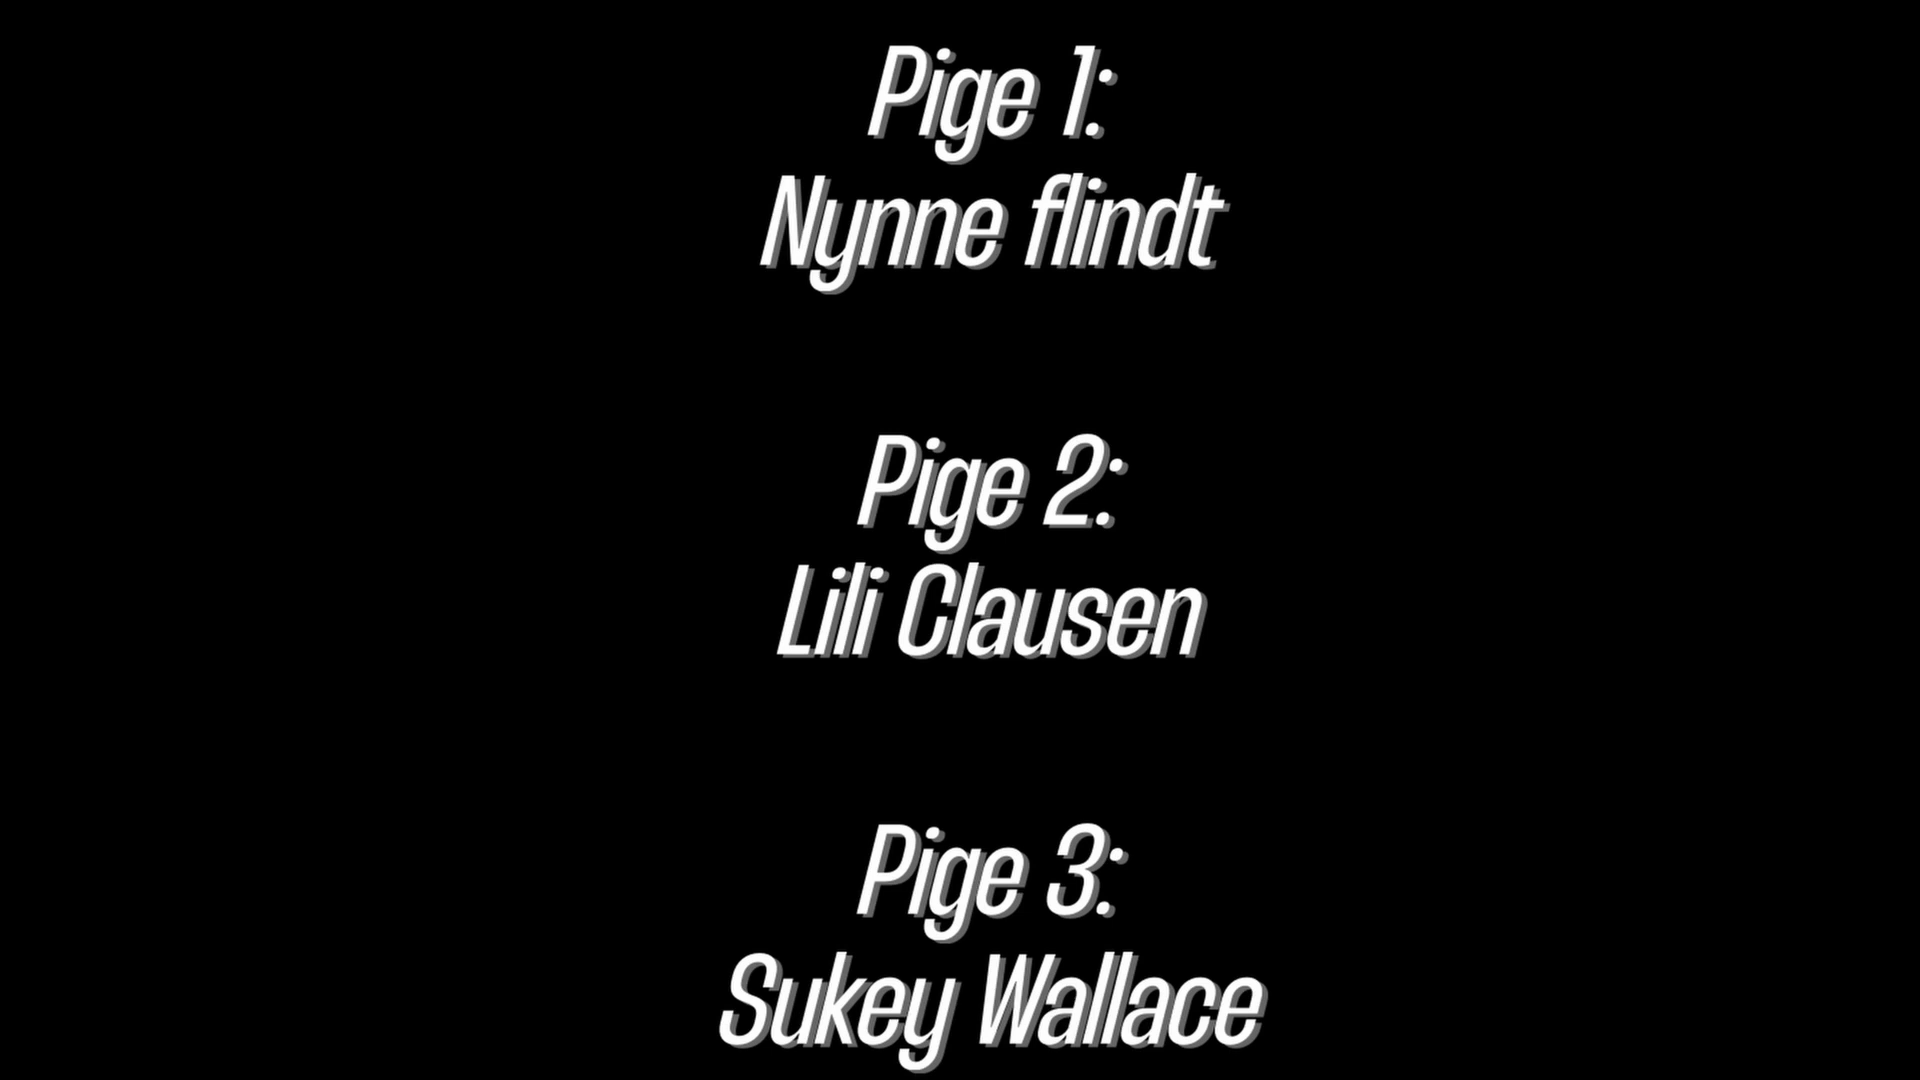 Pige 1:
Nynne flindt
Pige 2:
Lili Clausen
Pige 3:
Sukey Wallace